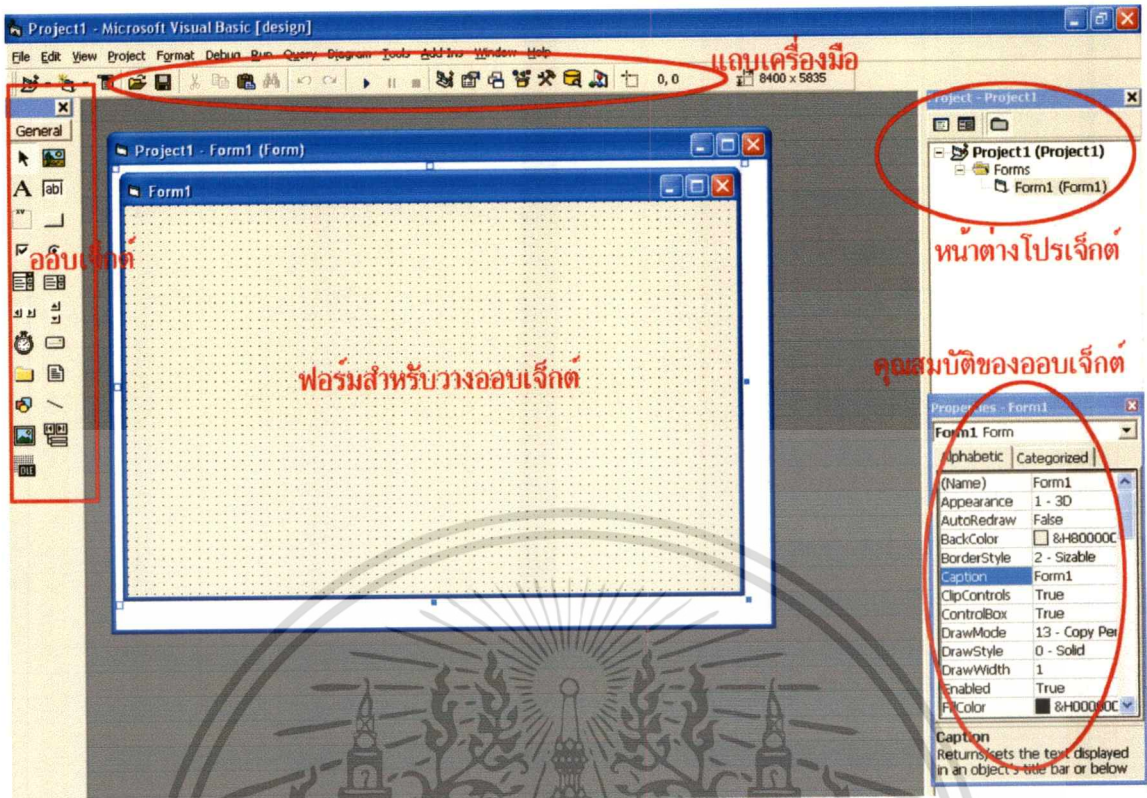 Project1 - Microsoft Visual Basic [design]
File Edit View Project Format Debug Run Query Diagram Tools Add-Ins Window Help
แถบเครื่องมือ
0, 0
8400 x 5835
General
A
ab
xv
ออบเจ็กต์
OLE
Project1 - Form1 (Form)
Form1
ฟอร์มสำหรับวางออบเจ็กต์
Project - Project1
Project1 (Project1)
Forms
Form1 (Form1)
หน้าต่างโปรเจ็กต์
คุณสมบัติของออบเจ็กต์
Properties - Form1
Form1 Form
Alphabetic Categorized
(Name) Form1
Appearance 1 - 3D
AutoRedraw False
BackColor &H80000C
BorderStyle 2 - Sizable
Caption Form1
ClipControls True
ControlBox True
DrawMode 13 - Copy Per
DrawStyle 0 - Solid
DrawWidth 1
Enabled True
FillColor &H00000C
Caption
Returns/sets the text displayed
in an object's title bar or below